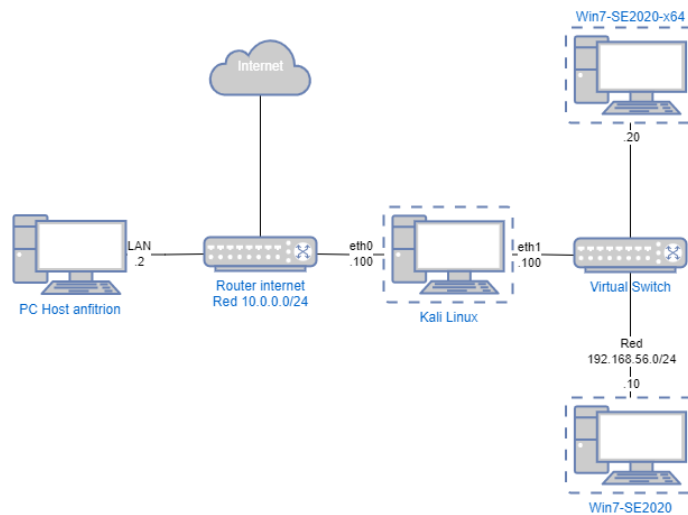 Win7-SE2020-x64
Internet
.20
LAN
.2
eth0
.100
eth1
.100
Router internet
Red 10.0.0.0/24
PC Host anfitrion
Kali Linux
Virtual Switch
Red
192.168.56.0/24
.10
Win7-SE2020